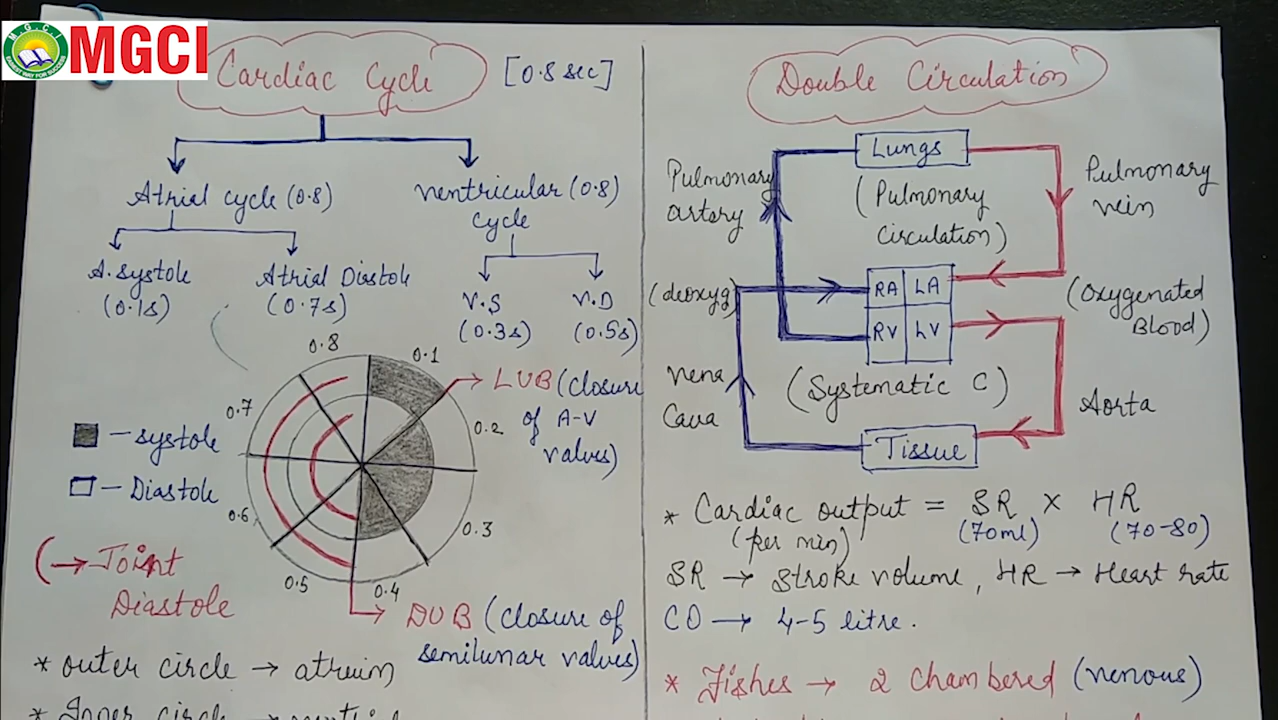 M.G.C.I
MGCI
Cardiac Cycle [0.8 sec]
Atrial cycle (0.8)
ventricular (0.8)
cycle
A. Systole
(0.1s)
Atrial Diastole
(0.7s)
V.S
(0.3s)
V.D
(0.5s)
0.8
0.1
0.7
0.2
0.6
0.3
0.5
0.4
LUB (closure
of A-V
valves)
- systole
- Diastole
→ Joint
Diastole
DUB (closure of
semilunar valves)
* outer circle → atreium
* Inner circle →
Double Circulation
Lungs
Pulmonary
artery
(Pulmonary
circulation)
Pulmonary
vein
(deoxyg)
RA LA
RV LV
(Oxygenated
Blood)
Vena
Cava
(Systematic C)
Aorta
Tissue
* Cardiac output = SR × HR
(per min) (70ml) (70-80)
SR → Stroke volume, HR → Heart rate
CO → 4-5 litre.
* Fishes → 2 chambered (venous)